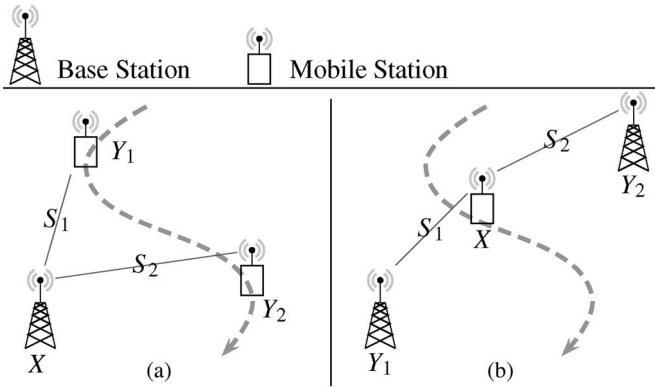 Base Station Mobile Station
Y₁
S₁
S₂
Y₂
X
(a)
S₂
Y₂
X
S₁
Y₁
(b)